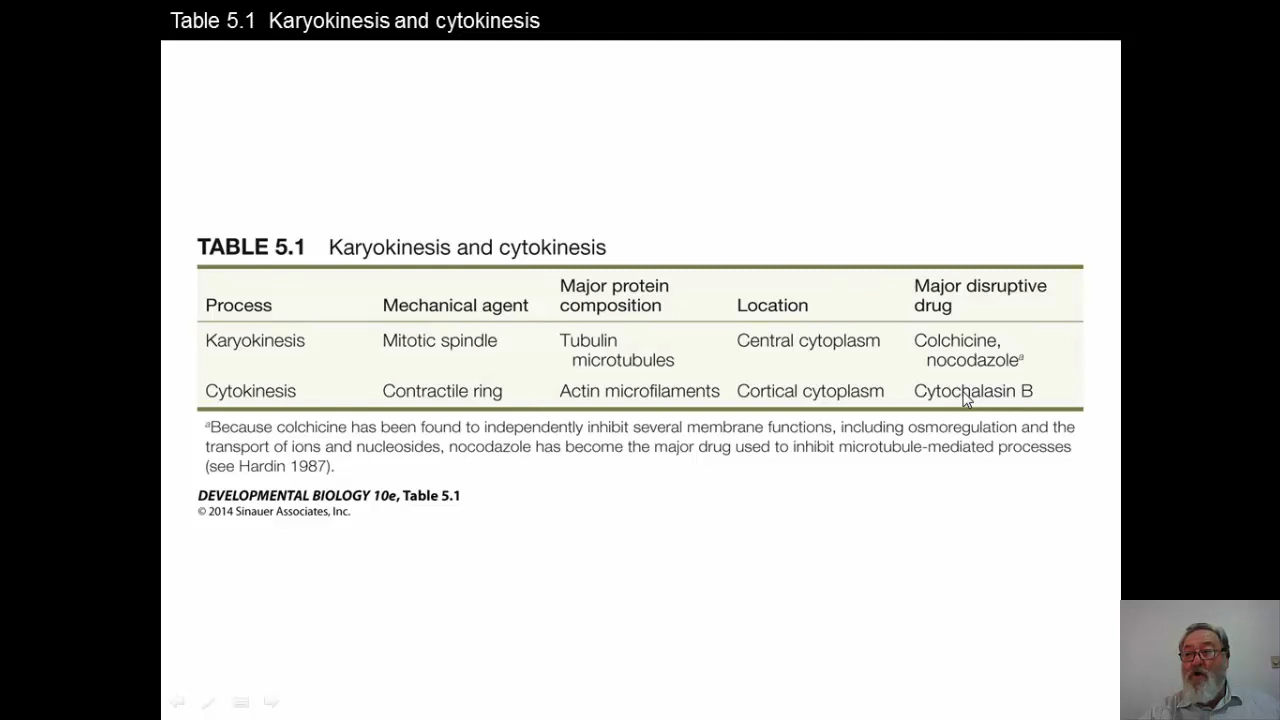 Table 5.1 Karyokinesis and cytokinesis
TABLE 5.1 Karyokinesis and cytokinesis
Process Mechanical agent Major protein composition Location Major disruptive drug
Karyokinesis Mitotic spindle Tubulin microtubules Central cytoplasm Colchicine, nocodazoleᵃ
Cytokinesis Contractile ring Actin microfilaments Cortical cytoplasm Cytochalasin B
ᵃBecause colchicine has been found to independently inhibit several membrane functions, including osmoregulation and the
transport of ions and nucleosides, nocodazole has become the major drug used to inhibit microtubule-mediated processes
(see Hardin 1987).
DEVELOPMENTAL BIOLOGY 10e, Table 5.1
© 2014 Sinauer Associates, Inc.